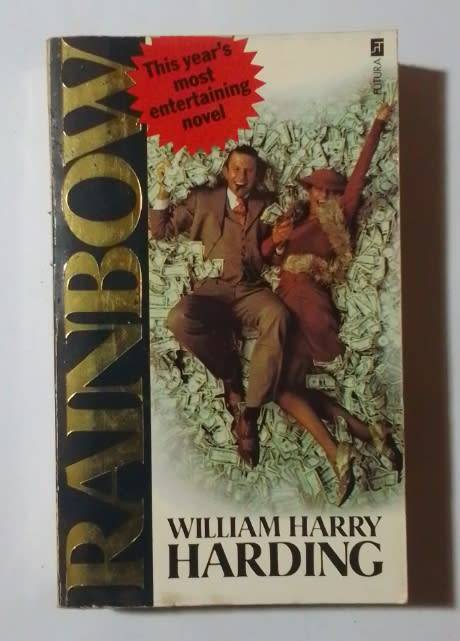 RAINBOW
This year's
most
entertaining
novel
FUTURA
WILLIAM HARRY
HARDING